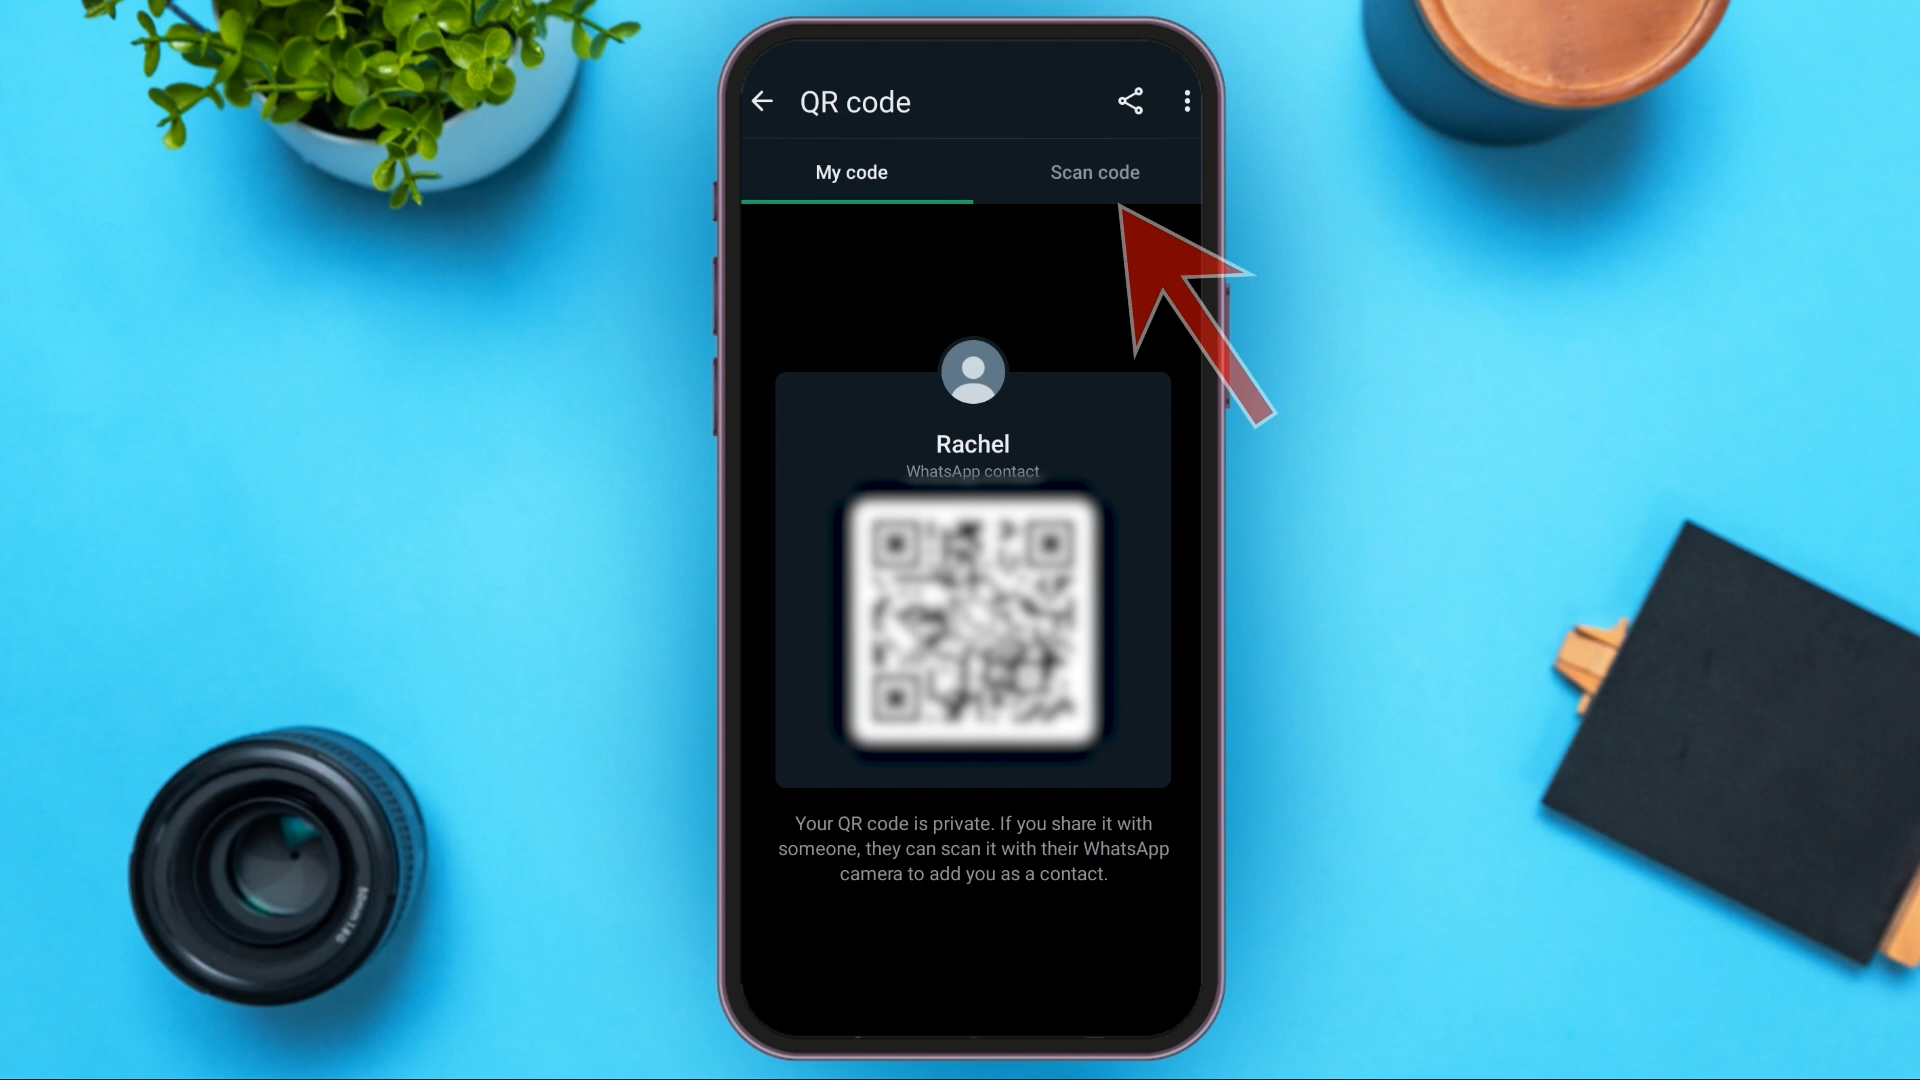 QR code
My code
Scan code
Rachel
WhatsApp contact
Your QR code is private. If you share it with
someone, they can scan it with their WhatsApp
camera to add you as a contact.